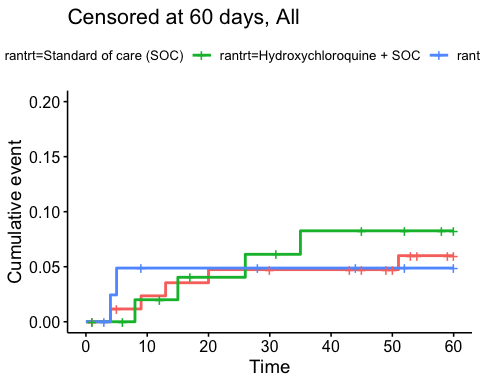 Censored at 60 days, All
rantrt=Standard of care (SOC) rantrt=Hydroxychloroquine + SOC rant
0.20
0.15
0.10
0.05
0.00
Cumulative event
0 10 20 30 40 50 60
Time